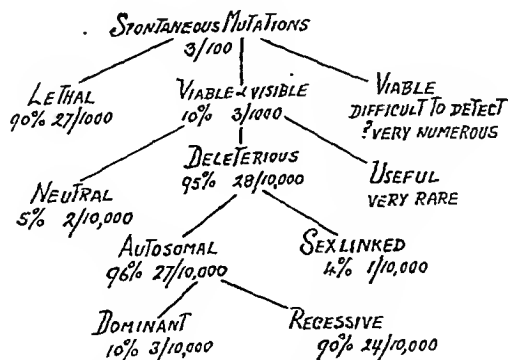 SPONTANEOUS MUTATIONS
3/100
LETHAL
90% 27/1000
VIABLE & VISIBLE
10% 3/1000
VIABLE
DIFFICULT TO DETECT
? VERY NUMEROUS
DELETERIOUS
95% 28/10,000
NEUTRAL
5% 2/10,000
USEFUL
VERY RARE
AUTOSOMAL
96% 27/10,000
SEX LINKED
4% 1/10,000
DOMINANT
10% 3/10,000
RECESSIVE
90% 24/10,000